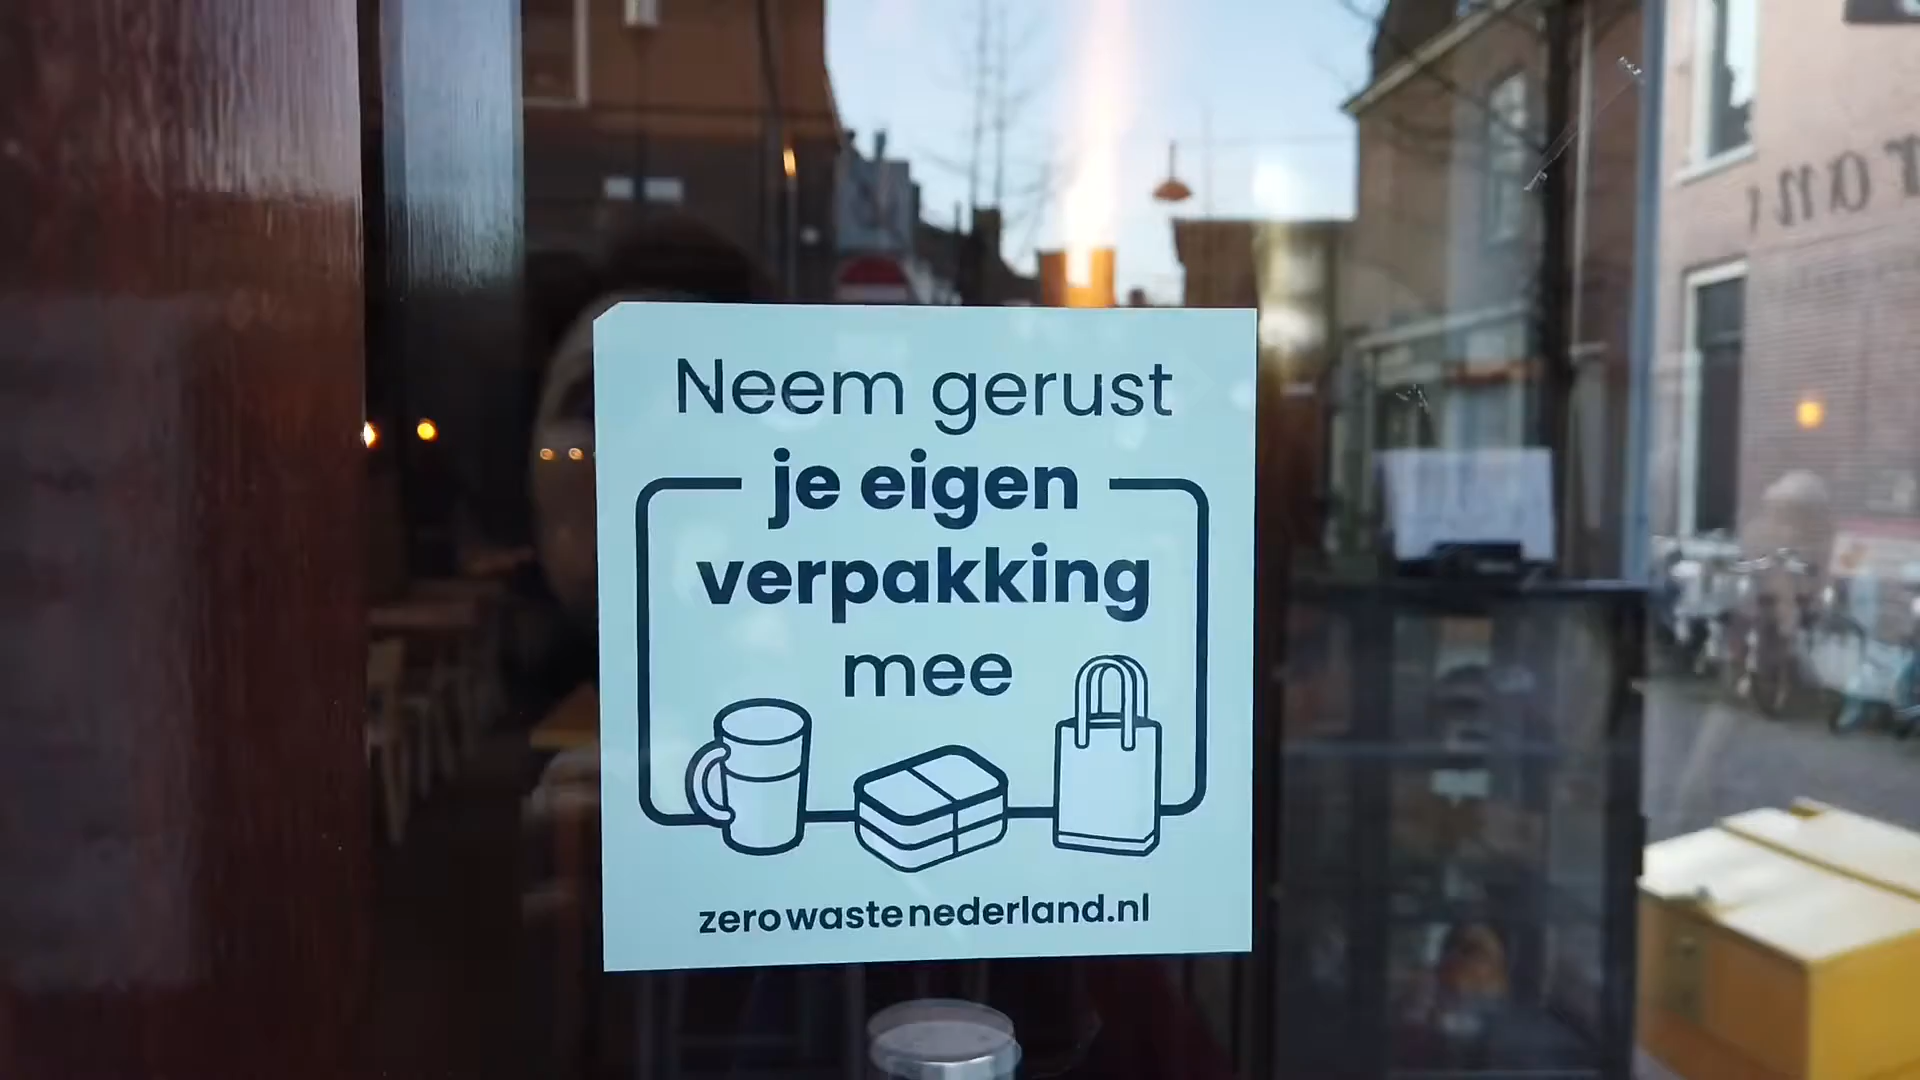 Neem gerust
je eigen
verpakking
mee
zerowastenederland.nl